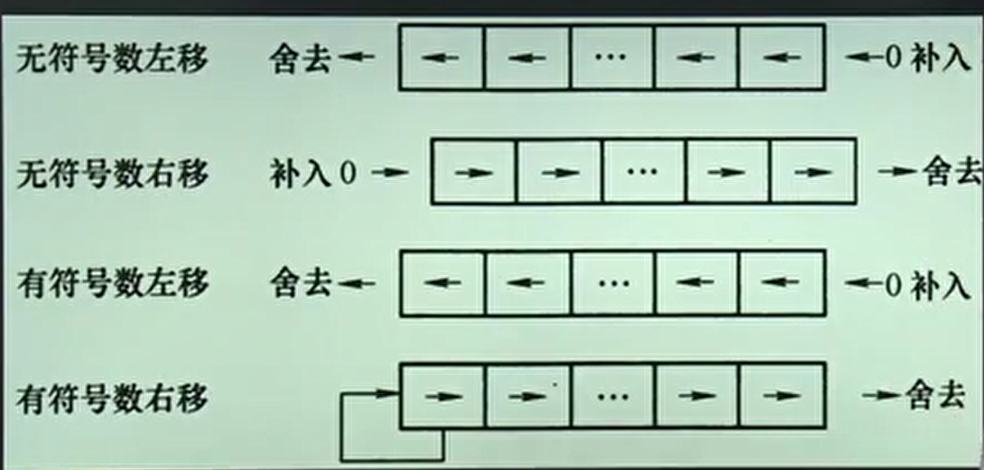 无符号数左移 舍去 ... 0 补入
无符号数右移 补入 0 ... 舍去
有符号数左移 舍去 ... 0 补入
有符号数右移 ... 舍去